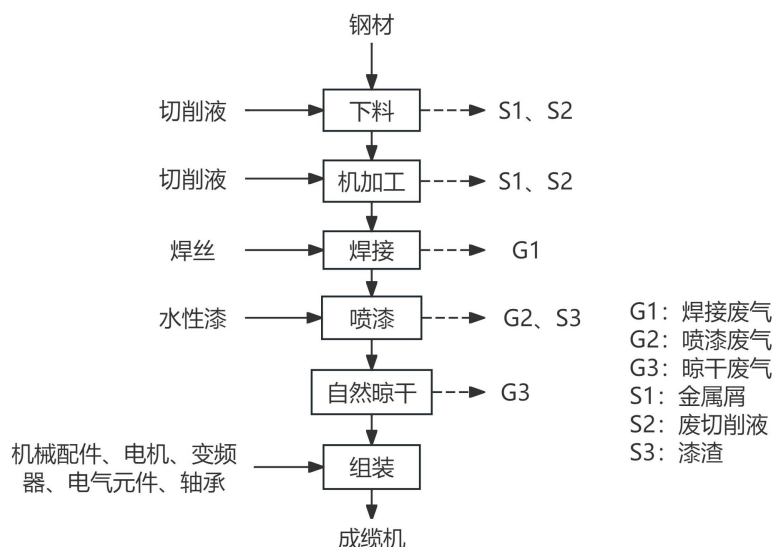 钢材
切削液
下料
S1、S2
切削液
机加工
S1、S2
焊丝
焊接
G1
水性漆
喷漆
G2、S3
自然晾干
G3
机械配件、电机、变频
器、电气元件、轴承
组装
成缆机
G1：焊接废气
G2：喷漆废气
G3：晾干废气
S1：金属屑
S2：废切削液
S3：漆渣